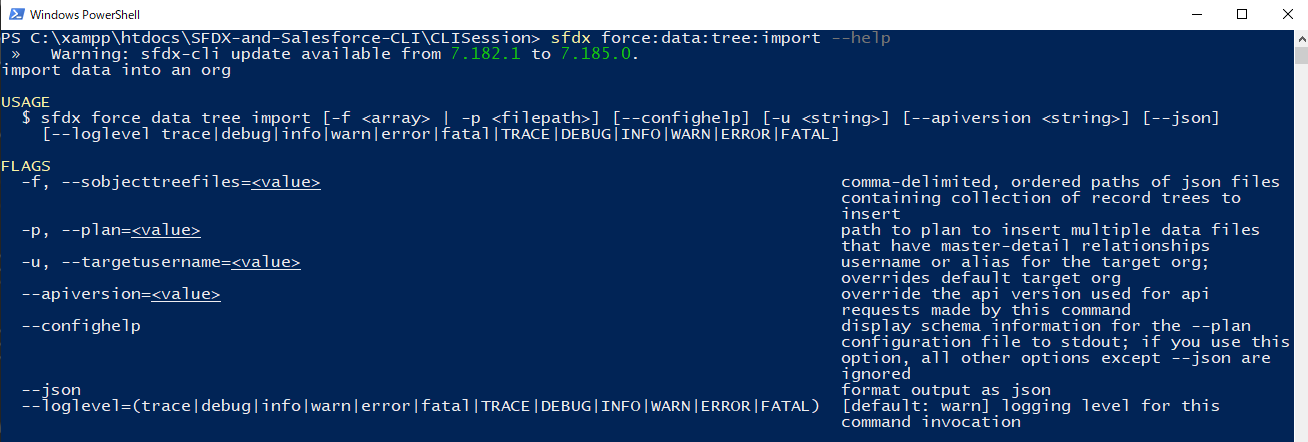 Windows PowerShell
PS C:\xampp\htdocs\SFDX-and-Salesforce-CLI\CLISession> sfdx force:data:tree:import --help
» Warning: sfdx-cli update available from 7.182.1 to 7.185.0.
import data into an org
USAGE
$ sfdx force data tree import [-f <array> | -p <filepath>] [--confighelp] [-u <string>] [--apiversion <string>] [--json]
[--loglevel trace|debug|info|warn|error|fatal|TRACE|DEBUG|INFO|WARN|ERROR|FATAL]
FLAGS
-f, --sobjecttreefiles=<value> comma-delimited, ordered paths of json files
containing collection of record trees to
insert
-p, --plan=<value> path to plan to insert multiple data files
that have master-detail relationships
-u, --targetusername=<value> username or alias for the target org;
overrides default target org
--apiversion=<value> override the api version used for api
requests made by this command
--confighelp display schema information for the --plan
configuration file to stdout; if you use this
option, all other options except --json are
ignored
--json format output as json
--loglevel=(trace|debug|info|warn|error|fatal|TRACE|DEBUG|INFO|WARN|ERROR|FATAL) [default: warn] logging level for this
command invocation